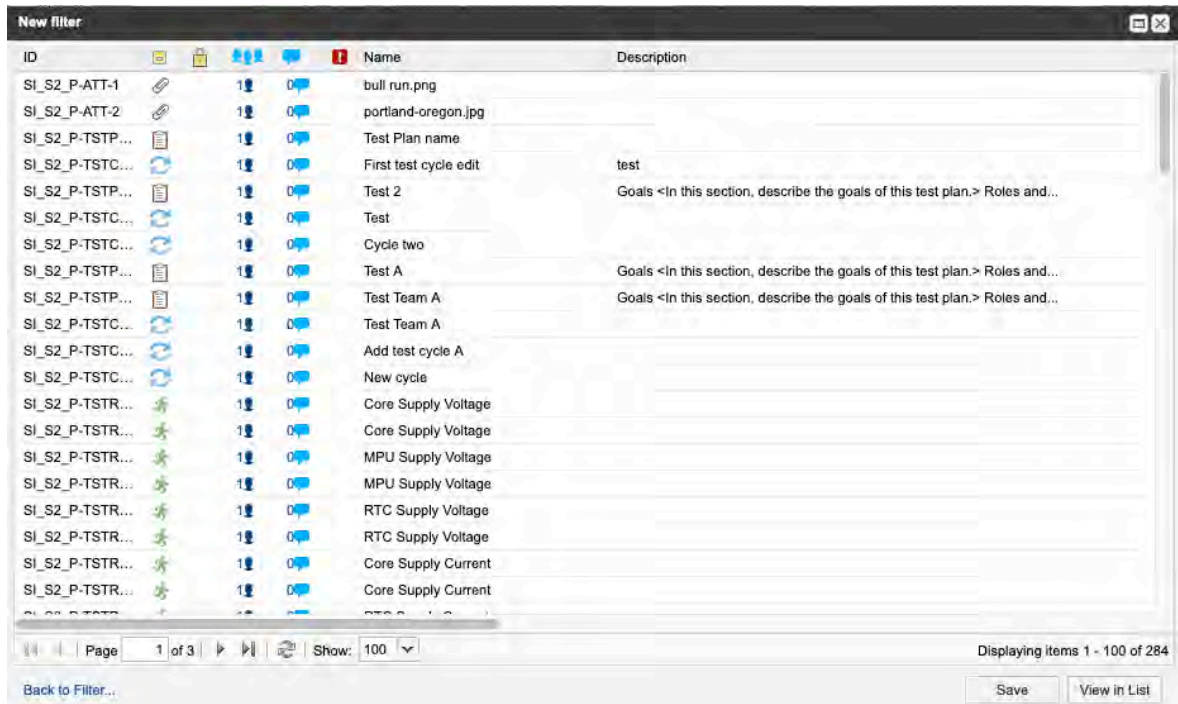 New filter
ID Name Description
SI_S2_P-ATT-1 1 0 bull run.png
SI_S2_P-ATT-2 1 0 portland-oregon.jpg
SI_S2_P-TSTP... 1 0 Test Plan name
SI_S2_P-TSTC... 1 0 First test cycle edit test
SI_S2_P-TSTP... 1 0 Test 2 Goals <In this section, describe the goals of this test plan.> Roles and...
SI_S2_P-TSTC... 1 0 Test
SI_S2_P-TSTC... 1 0 Cycle two
SI_S2_P-TSTP... 1 0 Test A Goals <In this section, describe the goals of this test plan.> Roles and...
SI_S2_P-TSTP... 1 0 Test Team A Goals <In this section, describe the goals of this test plan.> Roles and...
SI_S2_P-TSTC... 1 0 Test Team A
SI_S2_P-TSTC... 1 0 Add test cycle A
SI_S2_P-TSTC... 1 0 New cycle
SI_S2_P-TSTR... 1 0 Core Supply Voltage
SI_S2_P-TSTR... 1 0 Core Supply Voltage
SI_S2_P-TSTR... 1 0 MPU Supply Voltage
SI_S2_P-TSTR... 1 0 MPU Supply Voltage
SI_S2_P-TSTR... 1 0 RTC Supply Voltage
SI_S2_P-TSTR... 1 0 RTC Supply Voltage
SI_S2_P-TSTR... 1 0 Core Supply Current
SI_S2_P-TSTR... 1 0 Core Supply Current
Page 1 of 3 Show: 100 Displaying items 1 - 100 of 284
Back to Filter... Save View in List